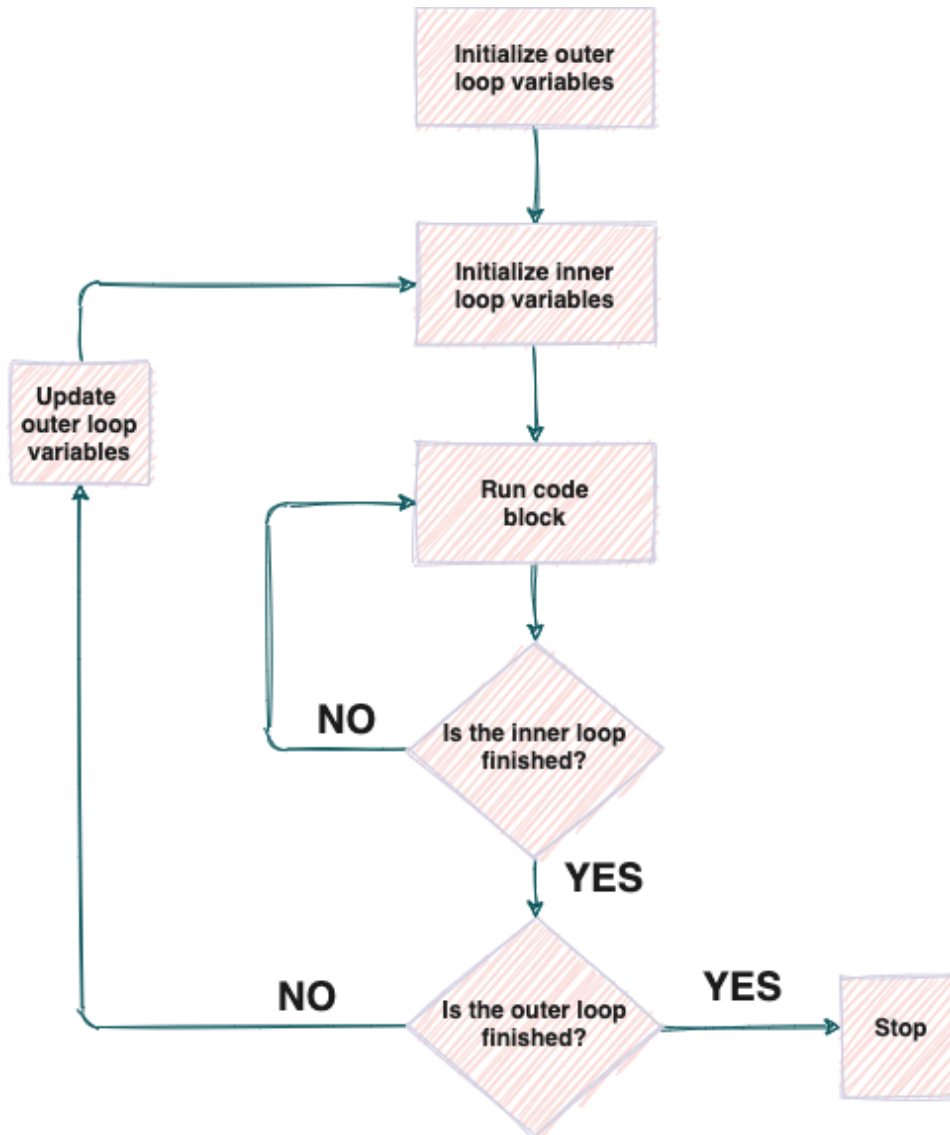 Initialize outer
loop variables
Initialize inner
loop variables
Update
outer loop
variables
Run code
block
NO
Is the inner loop
finished?
YES
NO
Is the outer loop
finished?
YES
Stop